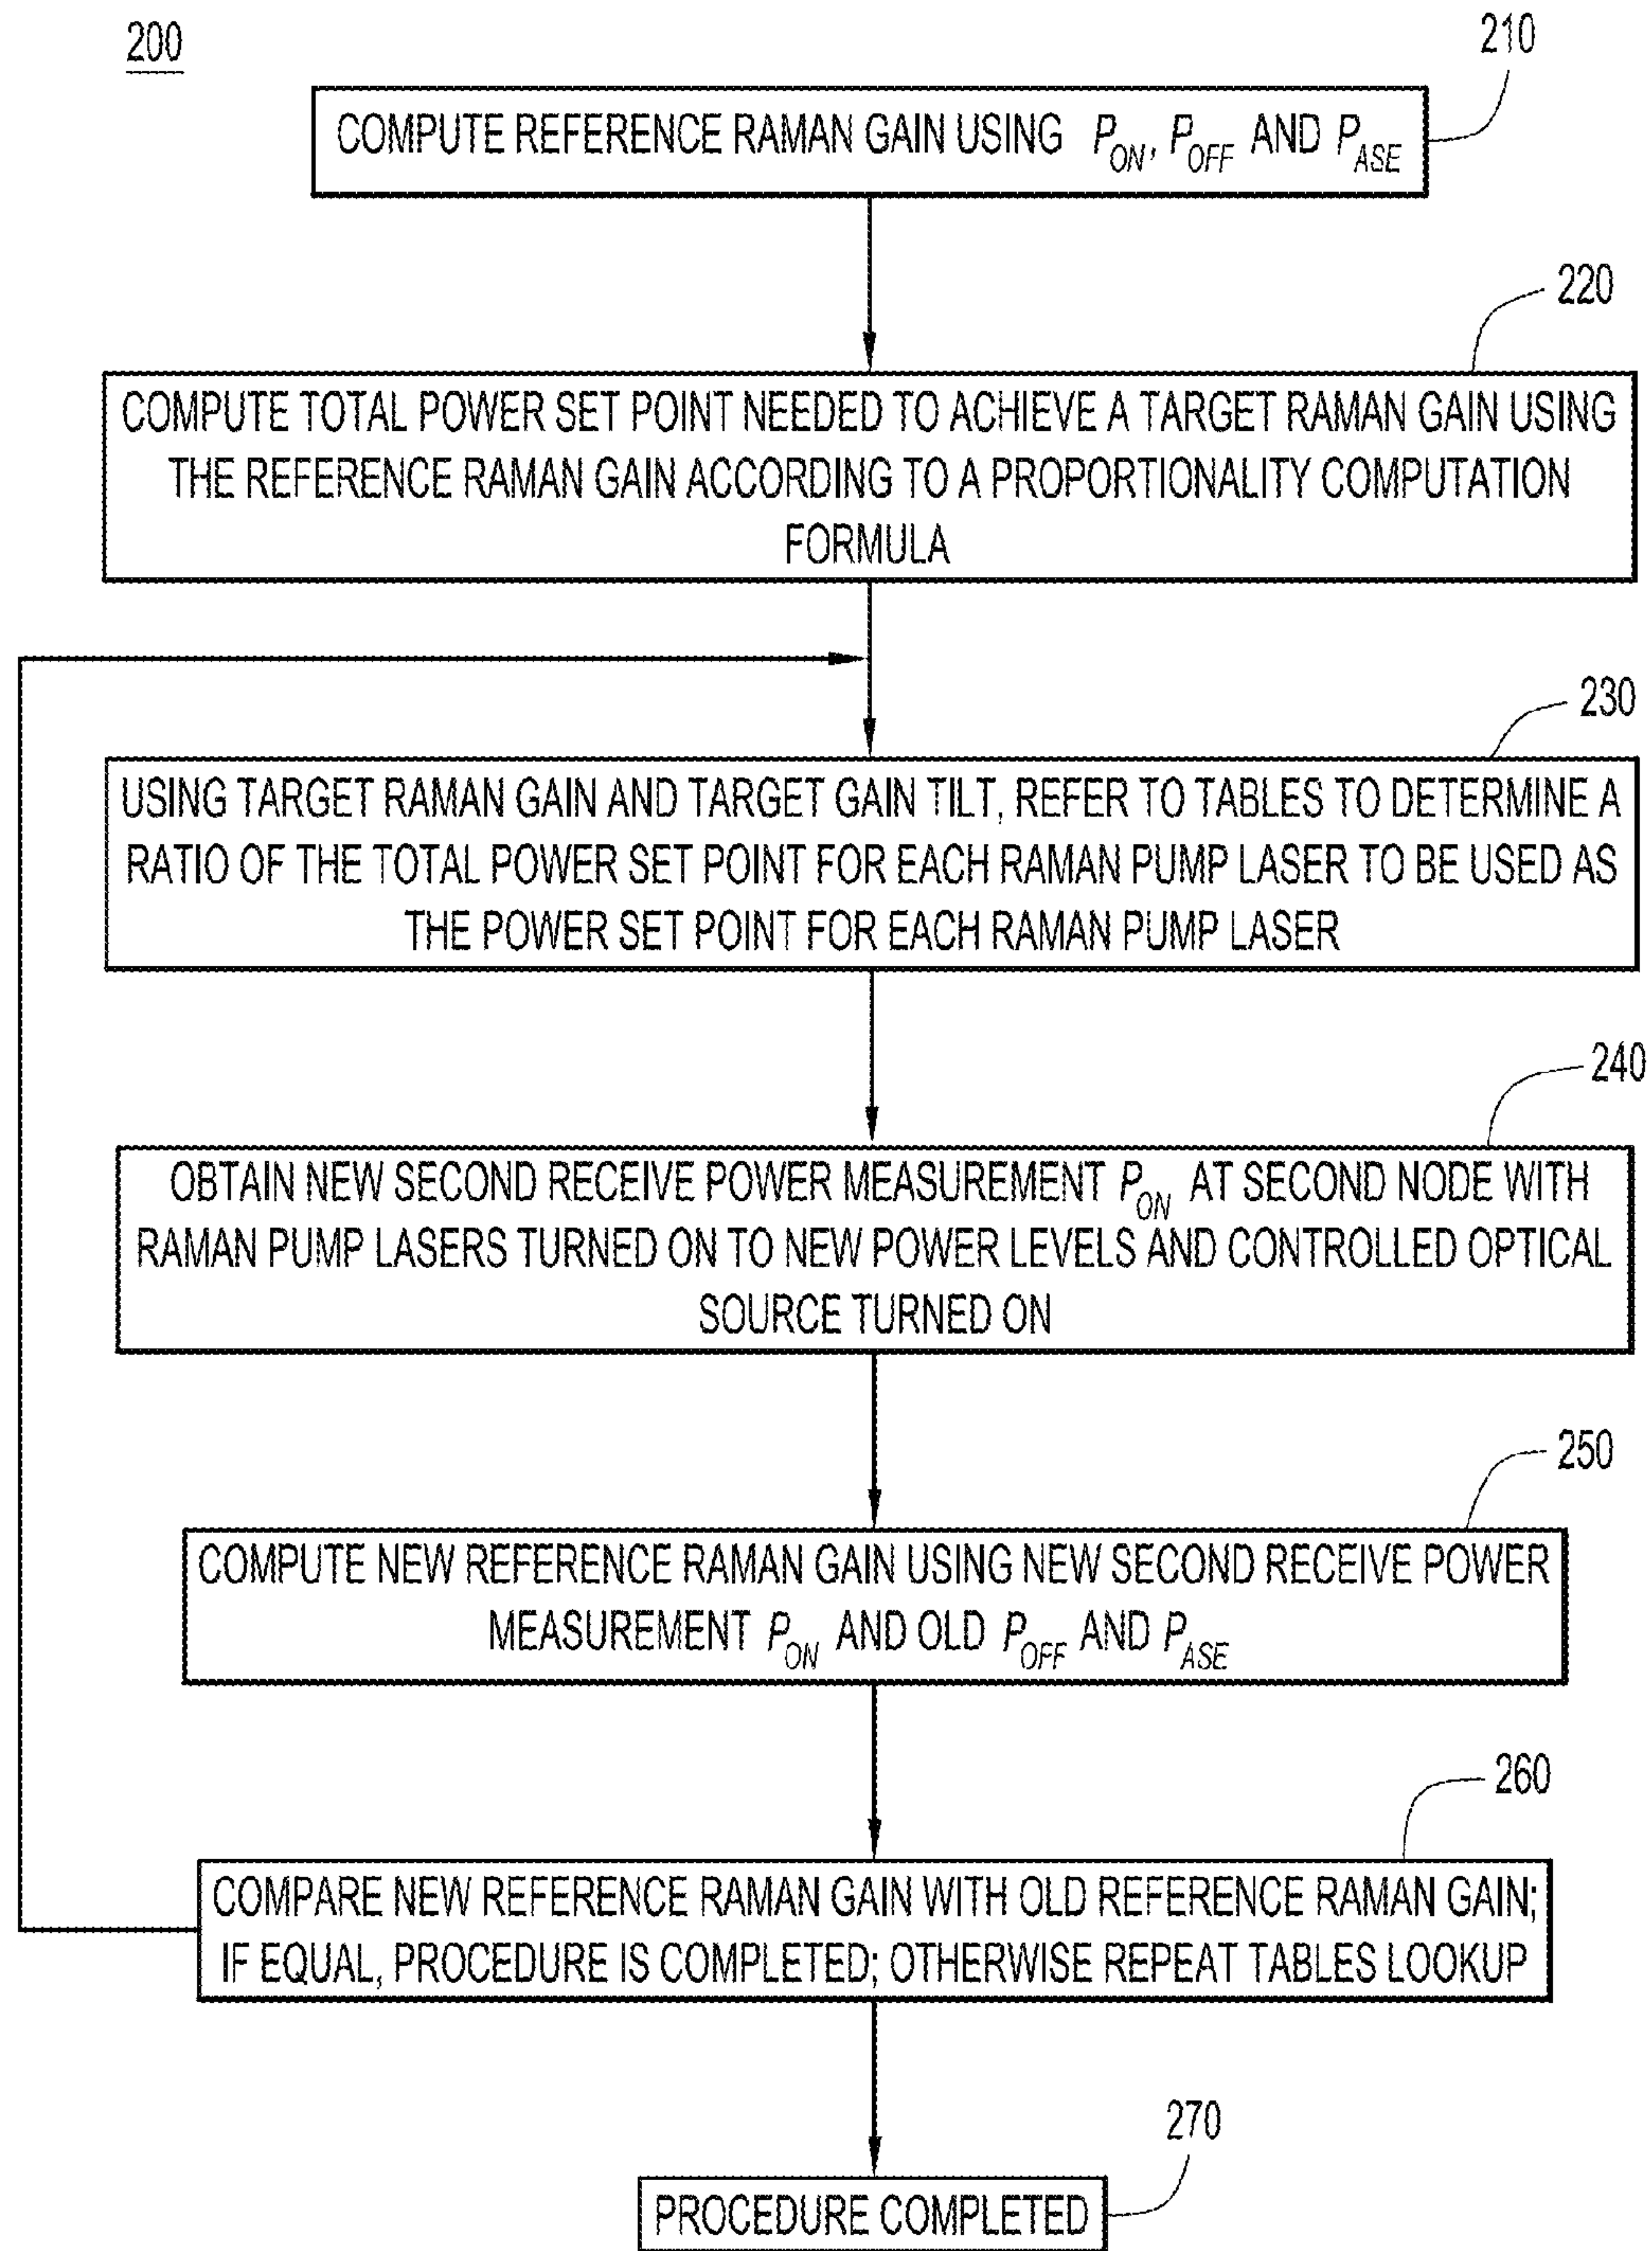 200
210
COMPUTE REFERENCE RAMAN GAIN USING P_ON, P_OFF AND P_ASE
220
COMPUTE TOTAL POWER SET POINT NEEDED TO ACHIEVE A TARGET RAMAN GAIN USING
THE REFERENCE RAMAN GAIN ACCORDING TO A PROPORTIONALITY COMPUTATION
FORMULA
230
USING TARGET RAMAN GAIN AND TARGET GAIN TILT, REFER TO TABLES TO DETERMINE A
RATIO OF THE TOTAL POWER SET POINT FOR EACH RAMAN PUMP LASER TO BE USED AS
THE POWER SET POINT FOR EACH RAMAN PUMP LASER
240
OBTAIN NEW SECOND RECEIVE POWER MEASUREMENT P_ON AT SECOND NODE WITH
RAMAN PUMP LASERS TURNED ON TO NEW POWER LEVELS AND CONTROLLED OPTICAL
SOURCE TURNED ON
250
COMPUTE NEW REFERENCE RAMAN GAIN USING NEW SECOND RECEIVE POWER
MEASUREMENT P_ON AND OLD P_OFF AND P_ASE
260
COMPARE NEW REFERENCE RAMAN GAIN WITH OLD REFERENCE RAMAN GAIN;
IF EQUAL, PROCEDURE IS COMPLETED; OTHERWISE REPEAT TABLES LOOKUP
270
PROCEDURE COMPLETED